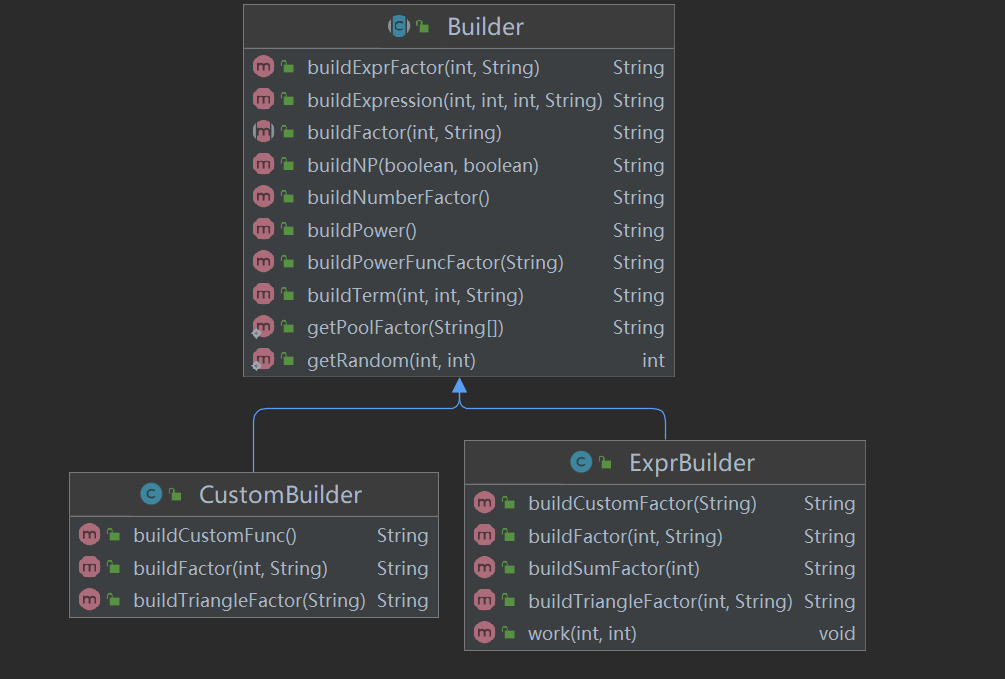 Builder
buildExprFactor(int, String) String
buildExpression(int, int, int, String) String
buildFactor(int, String) String
buildNP(boolean, boolean) String
buildNumberFactor() String
buildPower() String
buildPowerFuncFactor(String) String
buildTerm(int, int, String) String
getPoolFactor(String[]) String
getRandom(int, int) int
CustomBuilder
buildCustomFunc() String
buildFactor(int, String) String
buildTriangleFactor(String) String
ExprBuilder
buildCustomFactor(String) String
buildFactor(int, String) String
buildSumFactor(int) String
buildTriangleFactor(int, String) String
work(int, int) void